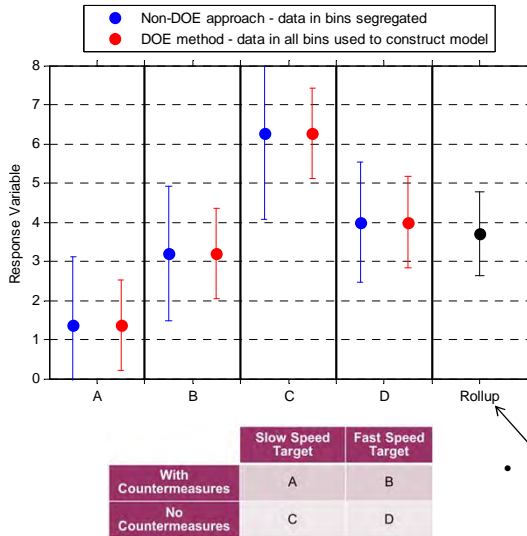 Non-DOE approach - data in bins segregated
DOE method - data in all bins used to construct model
8
7
6
5
4
3
2
1
0
Response Variable
A B C D Rollup
Slow Speed Target Fast Speed Target
With Countermeasures A B
No Countermeasures C D
•